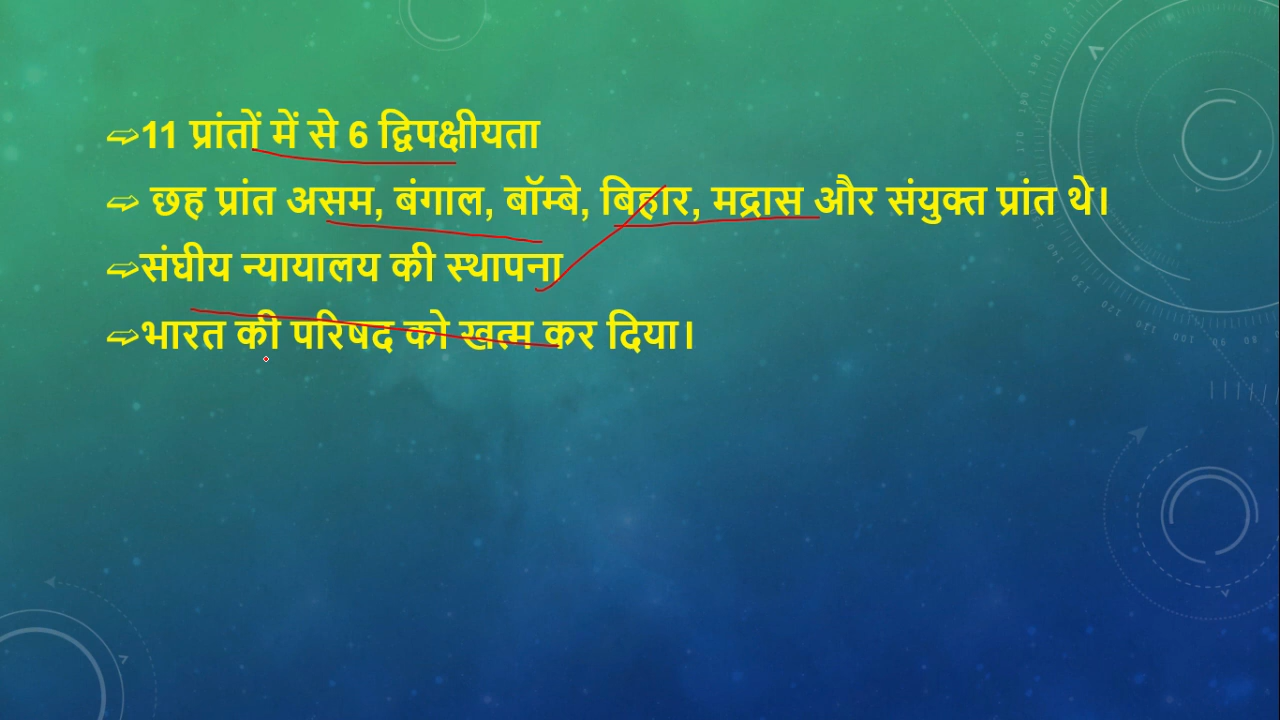 ➯11 प्रांतों में से 6 द्विपक्षीयता
➯ छह प्रांत असम, बंगाल, बॉम्बे, बिहार, मद्रास और संयुक्त प्रांत थे।
➯संघीय न्यायालय की स्थापना
➯भारत की परिषद को खत्म कर दिया।